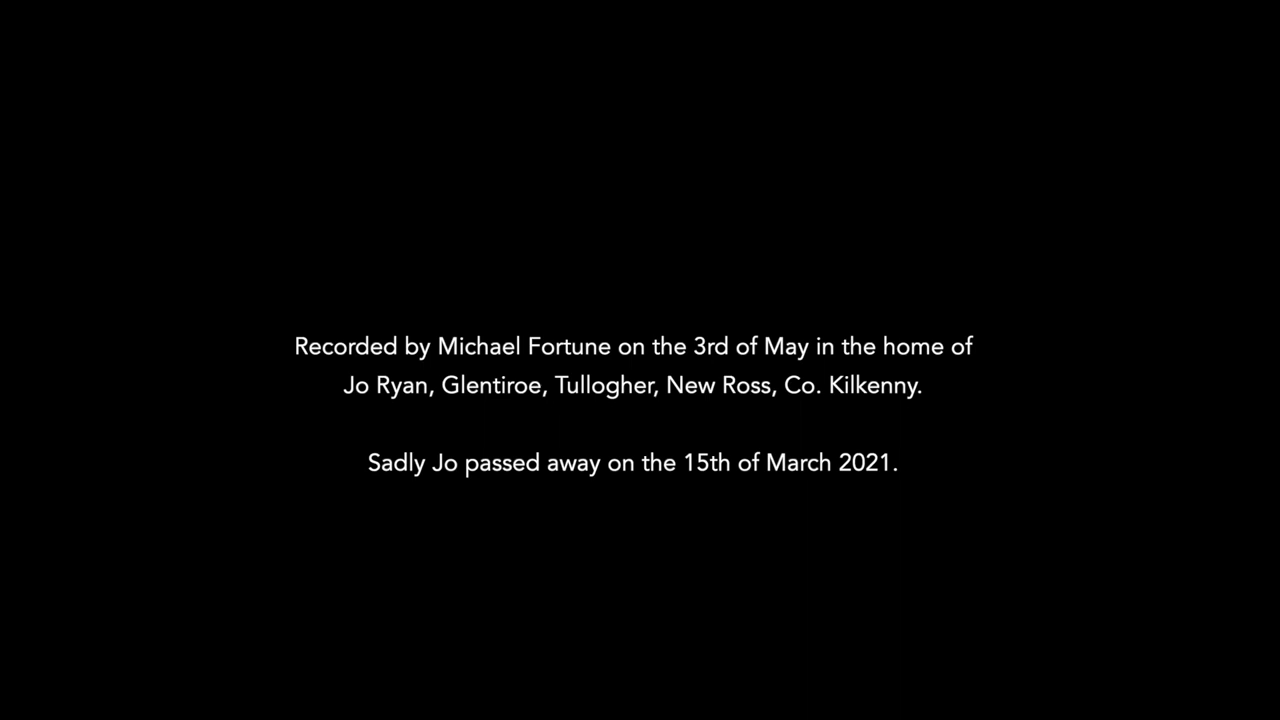 Recorded by Michael Fortune on the 3rd of May in the home of
Jo Ryan, Glentiroe, Tullogher, New Ross, Co. Kilkenny.
Sadly Jo passed away on the 15th of March 2021.